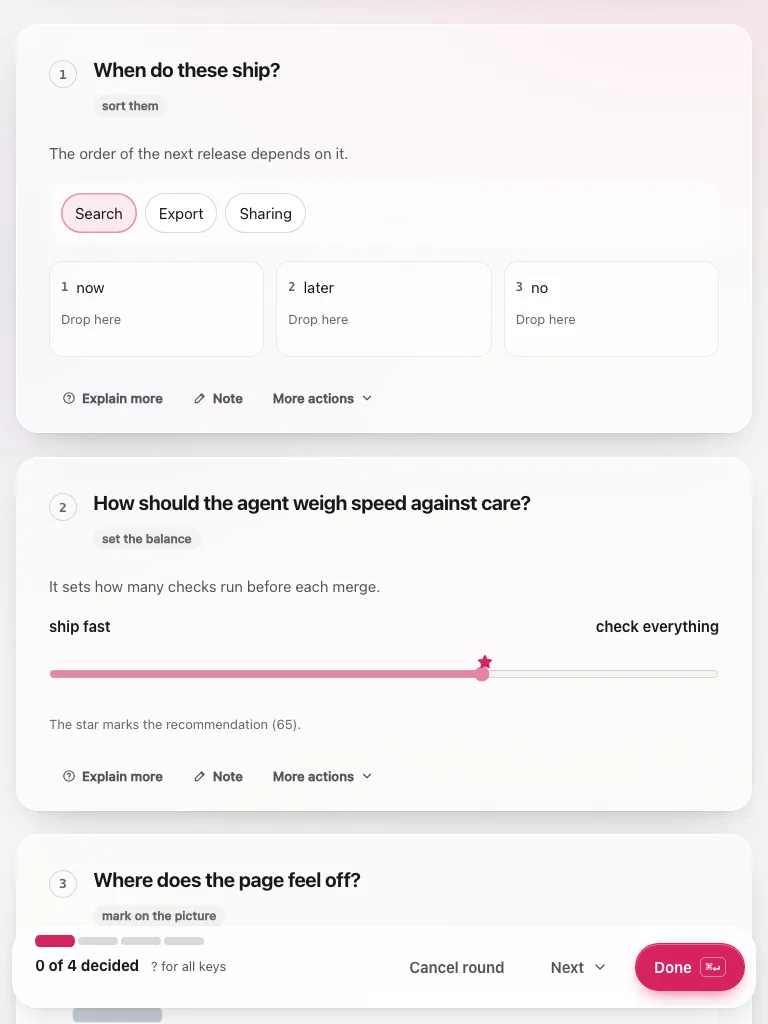 1 When do these ship?
sort them
The order of the next release depends on it.
Search Export Sharing
1 now 2 later 3 no
Drop here Drop here Drop here
Explain more Note More actions
2 How should the agent weigh speed against care?
set the balance
It sets how many checks run before each merge.
ship fast check everything
The star marks the recommendation (65).
Explain more Note More actions
3 Where does the page feel off?
mark on the picture
0 of 4 decided ? for all keys Cancel round Next Done ⌘↵